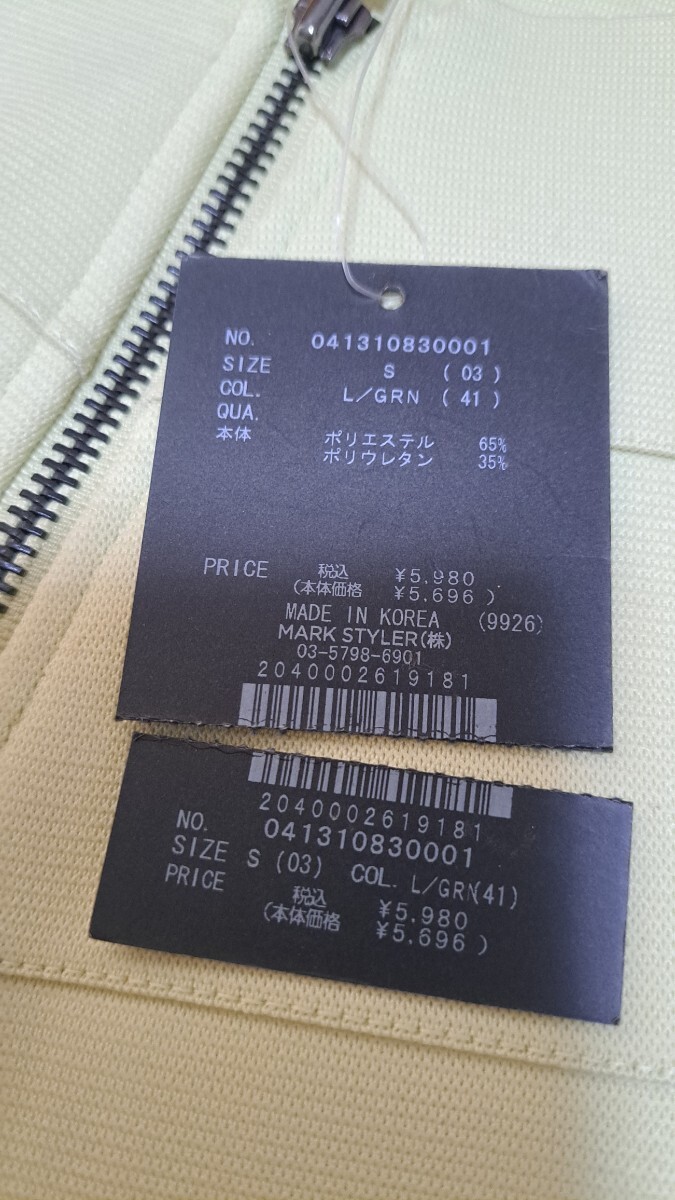 NO. 041310830001
SIZE S ( 03 )
COL. L/GRN ( 41 )
QUA.
本体 ポリエステル 65%
ポリウレタン 35%
PRICE 税込 ¥5.980
(本体価格 ¥5.696 )
MADE IN KOREA (9926)
MARK STYLER(株)
03-5798-6901
2040002619181
2040002619181
NO. 041310830001
SIZE S (03) COL. L/GRN(41)
PRICE 税込 ¥5.980
(本体価格 ¥5.696 )